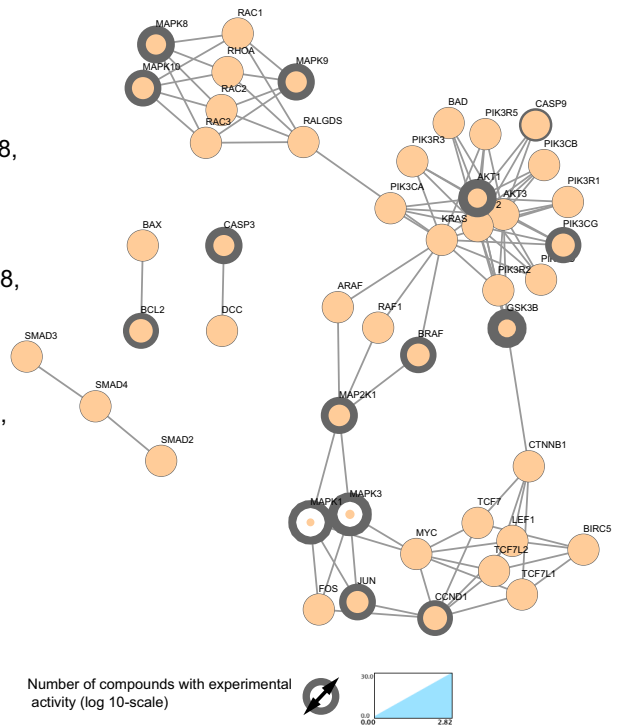 RAC1
MAPK8
RHOA
MAPK9
MAPK10
RAC2
RAC3
RALGDS
8,
BAD
CASP9
PIK3R5
PIK3R3
PIK3CB
AKT1
PIK3R1
PIK3CA
AKT3
2
KRAS
PIK3CG
BAX
CASP3
PIK3R2
8,
ARAF
RAF1
GSK3B
BCL2
DCC
BRAF
SMAD3
SMAD4
MAP2K1
,
SMAD2
CTNNB1
MAPK1
MAPK3
TCF7
LEF1
BIRC5
MYC
TCF7L2
TCF7L1
FOS
JUN
CCND1
Number of compounds with experimental
activity (log 10-scale)
30.0
0.0
0.00
2.82